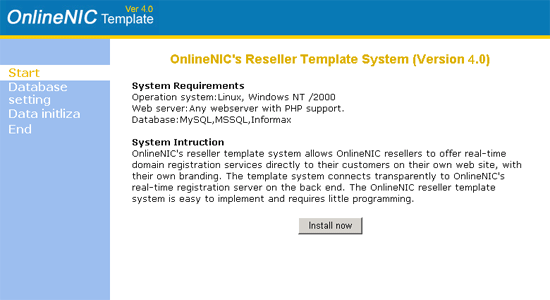 OnlineNIC Template Ver 4.0
Start
Database
setting
Data initliza
End
OnlineNIC's Reseller Template System (Version 4.0)
System Requirements
Operation system:Linux, Windows NT /2000
Web server:Any webserver with PHP support.
Database:MySQL,MSSQL,Informax
System Intruction
OnlineNIC's reseller template system allows OnlineNIC resellers to offer real-time
domain registration services directly to their customers on their own web site, with
their own branding. The template system connects transparently to OnlineNIC's
real-time registration server on the back end. The OnlineNIC reseller template
system is easy to implement and requires little programming.
Install now